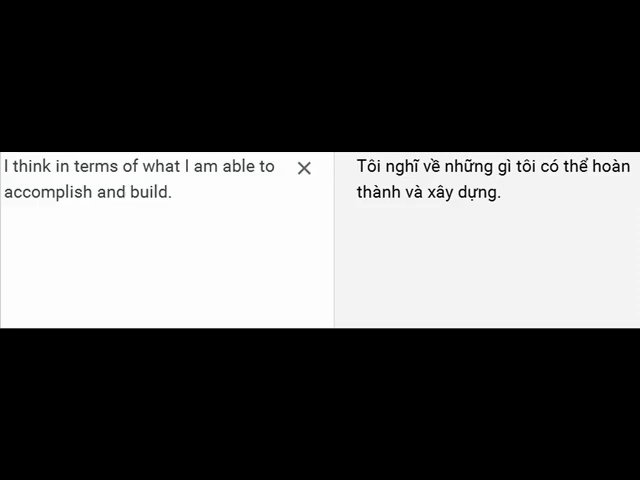 I think in terms of what I am able to
accomplish and build.
Tôi nghĩ về những gì tôi có thể hoàn
thành và xây dựng.